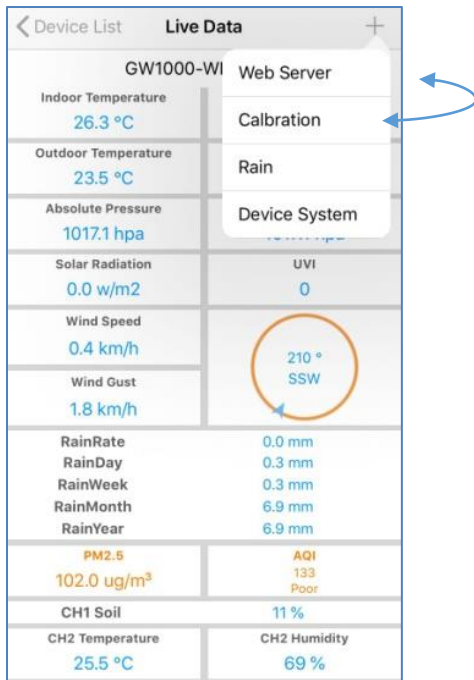 Device List Live Data
GW1000-WI
Web Server
Calbration
Rain
Device System
Indoor Temperature
26.3 °C
Outdoor Temperature
23.5 °C
Absolute Pressure
1017.1 hpa
Solar Radiation UVI
0.0 w/m2 0
Wind Speed
0.4 km/h
210 °
SSW
Wind Gust
1.8 km/h
RainRate 0.0 mm
RainDay 0.3 mm
RainWeek 0.3 mm
RainMonth 6.9 mm
RainYear 6.9 mm
PM2.5 AQI
102.0 ug/m³ 133
Poor
CH1 Soil 11 %
CH2 Temperature CH2 Humidity
25.5 °C 69 %